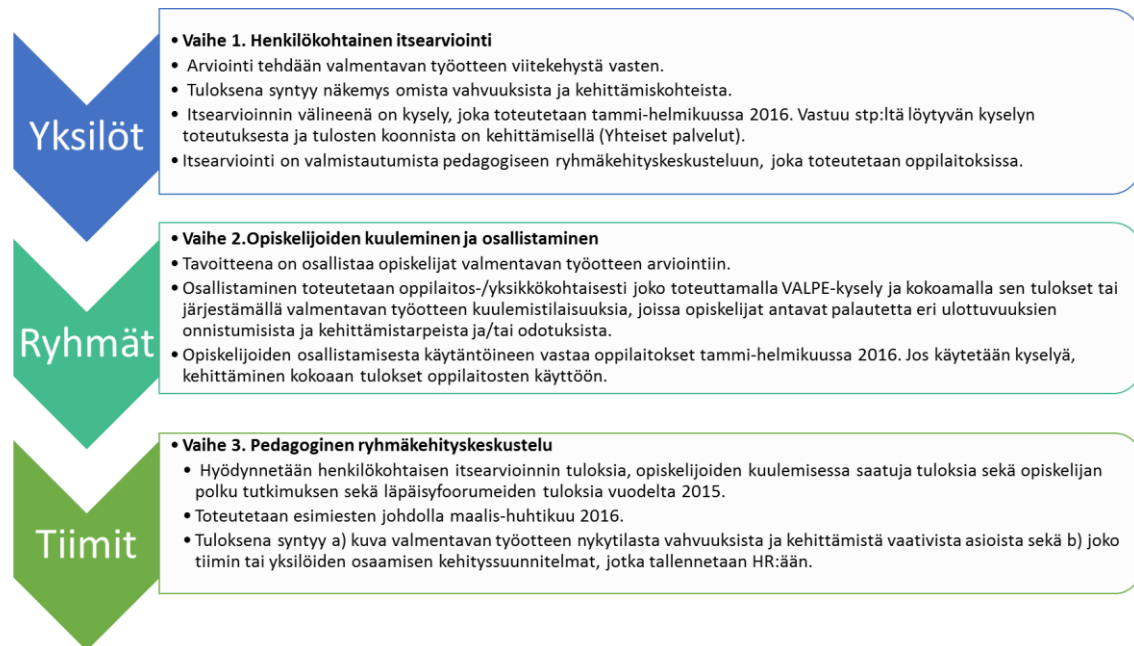 Yksilöt
• Vaihe 1. Henkilökohtainen itsearviointi
• Arviointi tehdään valmentavan työotteen viitekehystä vasten.
• Tuloksena syntyy näkemys omista vahvuuksista ja kehittämiskohteista.
• Itsearvioinnin välineenä on kysely, joka toteutetaan tammi-helmikuussa 2016. Vastuu stp:ltä löytyvän kyselyn
toteutuksesta ja tulosten koonnista on kehittämisellä (Yhteiset palvelut).
• Itsearviointi on valmistautumista pedagogiseen ryhmäkehityskeskusteluun, joka toteutetaan oppilaitoksissa.
Ryhmät
• Vaihe 2.Opiskelijoiden kuuleminen ja osallistaminen
• Tavoitteena on osallistaa opiskelijat valmentavan työotteen arviointiin.
• Osallistaminen toteutetaan oppilaitos-/yksikkökohtaisesti joko toteuttamalla VALPE-kysely ja kokoamalla sen tulokset tai
järjestämällä valmentavan työotteen kuulemistilaisuuksia, joissa opiskelijat antavat palautetta eri ulottuvuuksien
onnistumisista ja kehittämistarpeista ja/tai odotuksista.
• Opiskelijoiden osallistamisesta käytäntöineen vastaa oppilaitokset tammi-helmikuussa 2016. Jos käytetään kyselyä,
kehittäminen kokoaan tulokset oppilaitosten käyttöön.
Tiimit
• Vaihe 3. Pedagoginen ryhmäkehityskeskustelu
• Hyödynnetään henkilökohtaisen itsearvioinnin tuloksia, opiskelijoiden kuulemisessa saatuja tuloksia sekä opiskelijan
polku tutkimuksen sekä läpäisyfoorumeiden tuloksia vuodelta 2015.
• Toteutetaan esimiesten johdolla maalis-huhtikuu 2016.
• Tuloksena syntyy a) kuva valmentavan työotteen nykytilasta vahvuuksista ja kehittämistä vaativista asioista sekä b) joko
tiimin tai yksilöiden osaamisen kehityssuunnitelmat, jotka tallennetaan HR:ään.